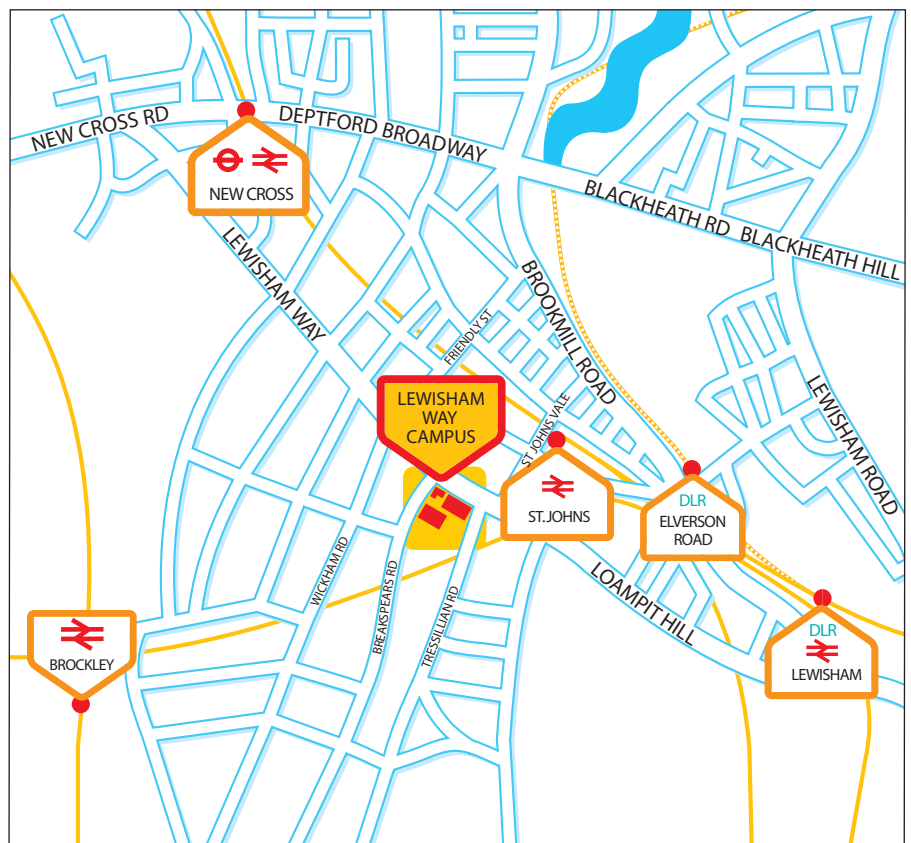 NEW CROSS RD
DEPTFORD BROADWAY
NEW CROSS
BLACKHEATH RD
BLACKHEATH HILL
LEWISHAM WAY
BROOKMILL ROAD
FRIENDLY ST
LEWISHAM
WAY
CAMPUS
ST JOHNS VALE
LEWISHAM ROAD
ST.JOHNS
DLR
ELVERSON
ROAD
WICKHAM RD
BREAKSPEARS RD
TRESSILLIAN RD
LOAMPIT HILL
BROCKLEY
DLR
LEWISHAM